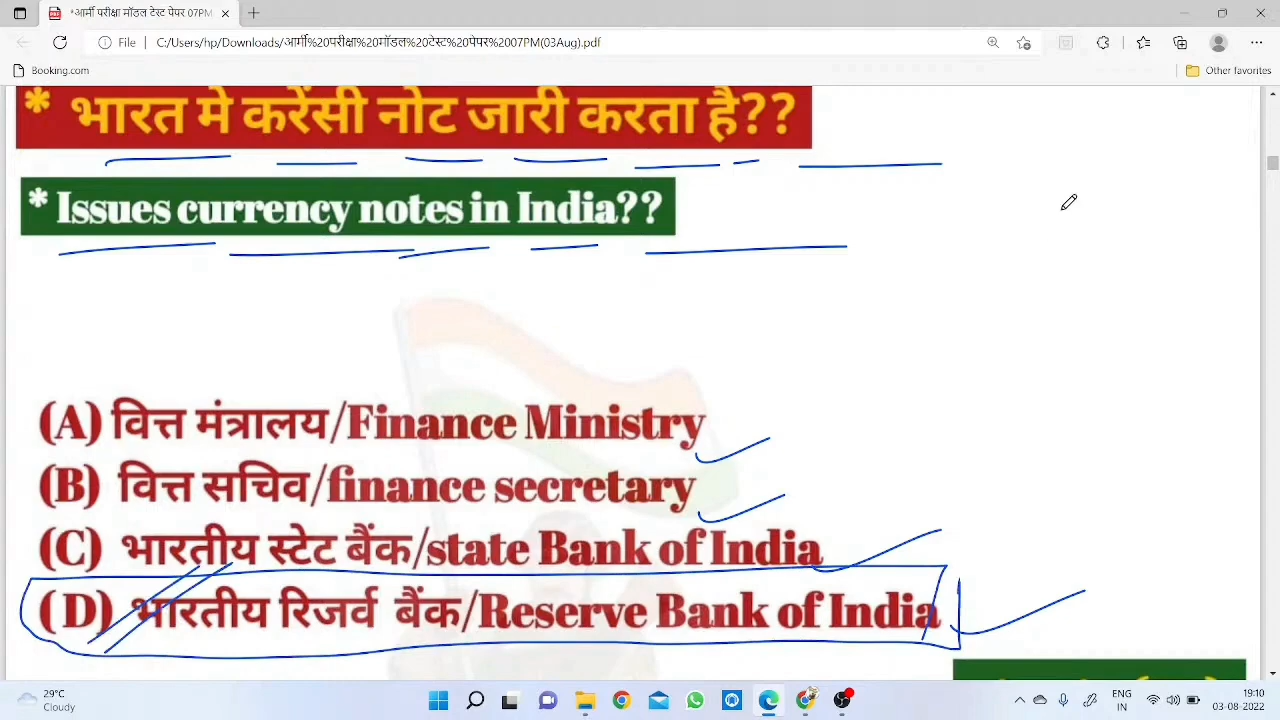 *आर्मी परीक्षा मॉडल टेस्ट पेपर 07PM
File C:/Users/hp/Downloads/आर्मी%20परीक्षा%20मॉडल%20टेस्ट%20पेपर%2007PM(03Aug).pdf
Booking.com
Other favorites
* भारत मे करेंसी नोट जारी करता है??
* Issues currency notes in India??
(A) वित्त मंत्रालय/Finance Ministry
(B) वित्त सचिव/finance secretary
(C) भारतीय स्टेट बैंक/state Bank of India
(D) भारतीय रिजर्व बैंक/Reserve Bank of India
29°C
Cloudy
ENG
IN
19:10
03-08-2022